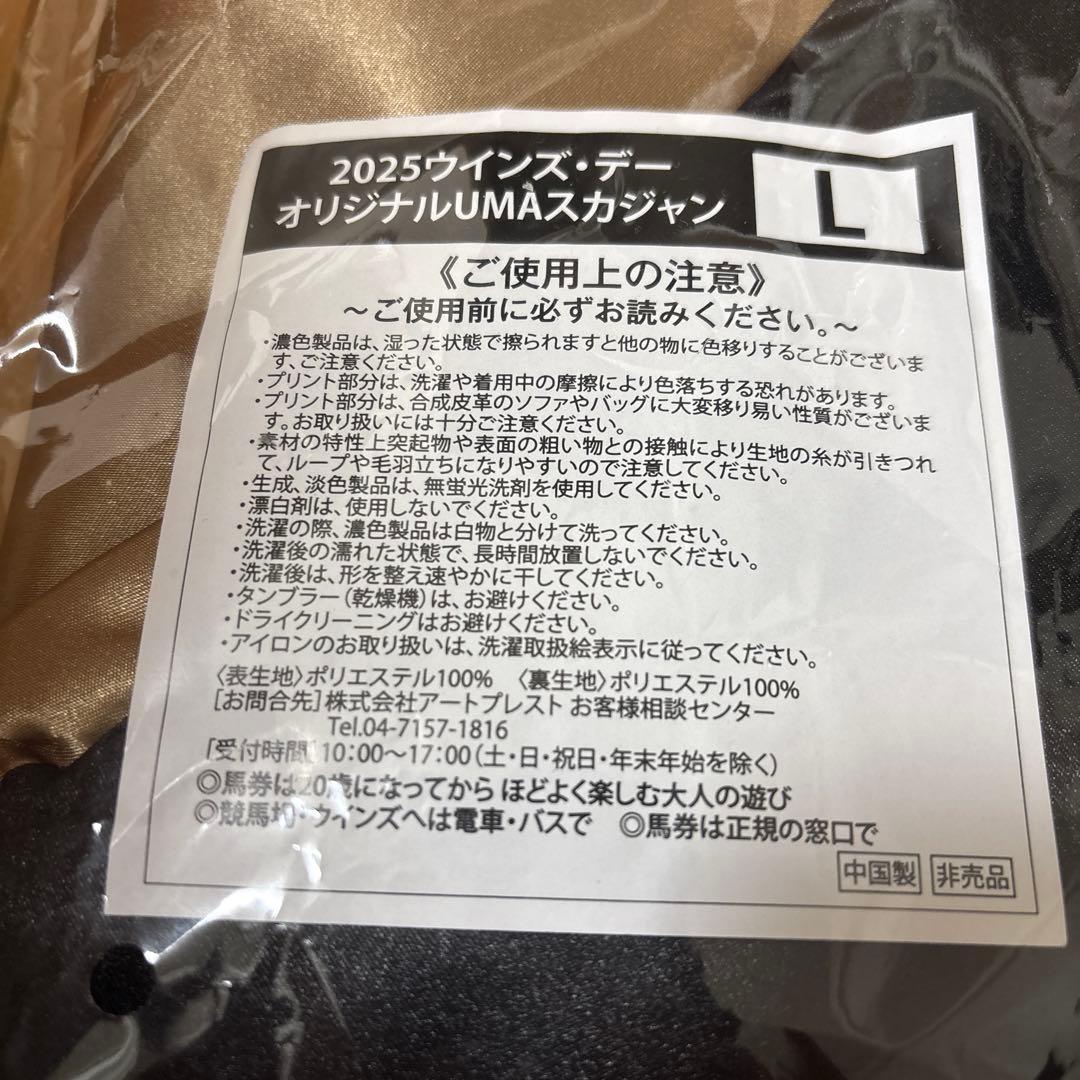 2025ウインズ・デー
オリジナルUMAスカジャン
L
《ご使用上の注意》
～ご使用前に必ずお読みください。～
・濃色製品は、湿った状態で擦られますと他の物に色移りすることがございま
す、ご注意ください。
・プリント部分は、洗濯や着用中の摩擦により色落ちする恐れがあります。
・プリント部分は、合成皮革のソファやバッグに大変移り易い性質がございま
す。お取り扱いには十分ご注意ください。
・素材の特性上突起物や表面の粗い物との接触により生地の糸が引きつれ
て、ループや毛羽立ちになりやすいので注意してください。
・生成、淡色製品は、無蛍光洗剤を使用してください。
・漂白剤は、使用しないでください。
・洗濯の際、濃色製品は白物と分けて洗ってください。
・洗濯後の濡れた状態で、長時間放置しないでください。
・洗濯後は、形を整え速やかに干してください。
・タンブラー（乾燥機）は、お避けください。
・ドライクリーニングはお避けください。
・アイロンのお取り扱いは、洗濯取扱絵表示に従ってください。
〈表生地〉ポリエステル100%　〈裏生地〉ポリエステル100%
［お問合先］株式会社アートプレスト お客様相談センター
Tel.04-7157-1816
［受付時間］10:00～17:00（土・日・祝日・年末年始を除く）
◎馬券は20歳になってから ほどよく楽しむ大人の遊び
◎競馬場・ウインズへは電車・バスで　◎馬券は正規の窓口で
中国製 非売品